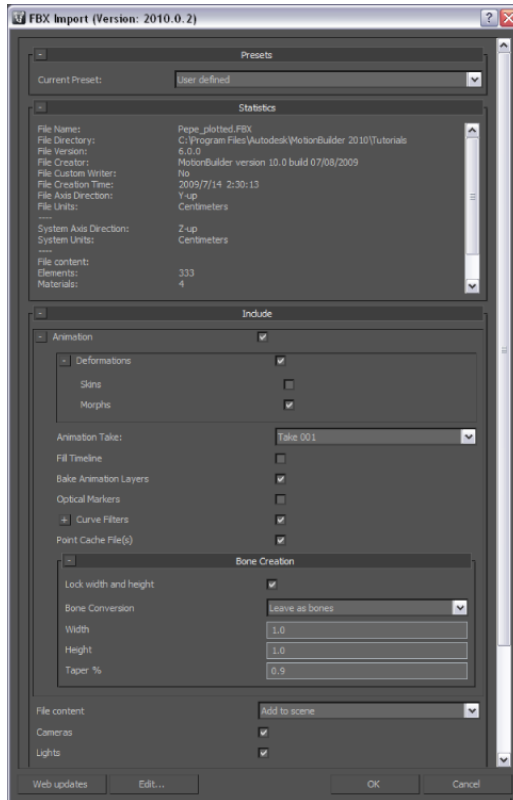 FBX Import (Version: 2010.0.2)
Presets
Current Preset: User defined
Statistics
File Name: Pepe_plotted.FBX
File Directory: C:\Program Files\Autodesk\MotionBuilder 2010\Tutorials
File Version: 6.0.0
File Creator: MotionBuilder version 10.0 build 07/08/2009
File Custom Writer: No
File Creation Time: 2009/7/14 2:30:13
File Axis Direction: Y-up
File Units: Centimeters
----
System Axis Direction: Z-up
System Units: Centimeters
----
File content:
Elements: 333
Materials: 4
Include
Animation
Deformations
Skins
Morphs
Animation Take: Take 001
Fill Timeline
Bake Animation Layers
Optical Markers
Curve Filters
Point Cache File(s)
Bone Creation
Lock width and height
Bone Conversion Leave as bones
Width 1.0
Height 1.0
Taper % 0.9
File content Add to scene
Cameras
Lights
Web updates Edit... OK Cancel